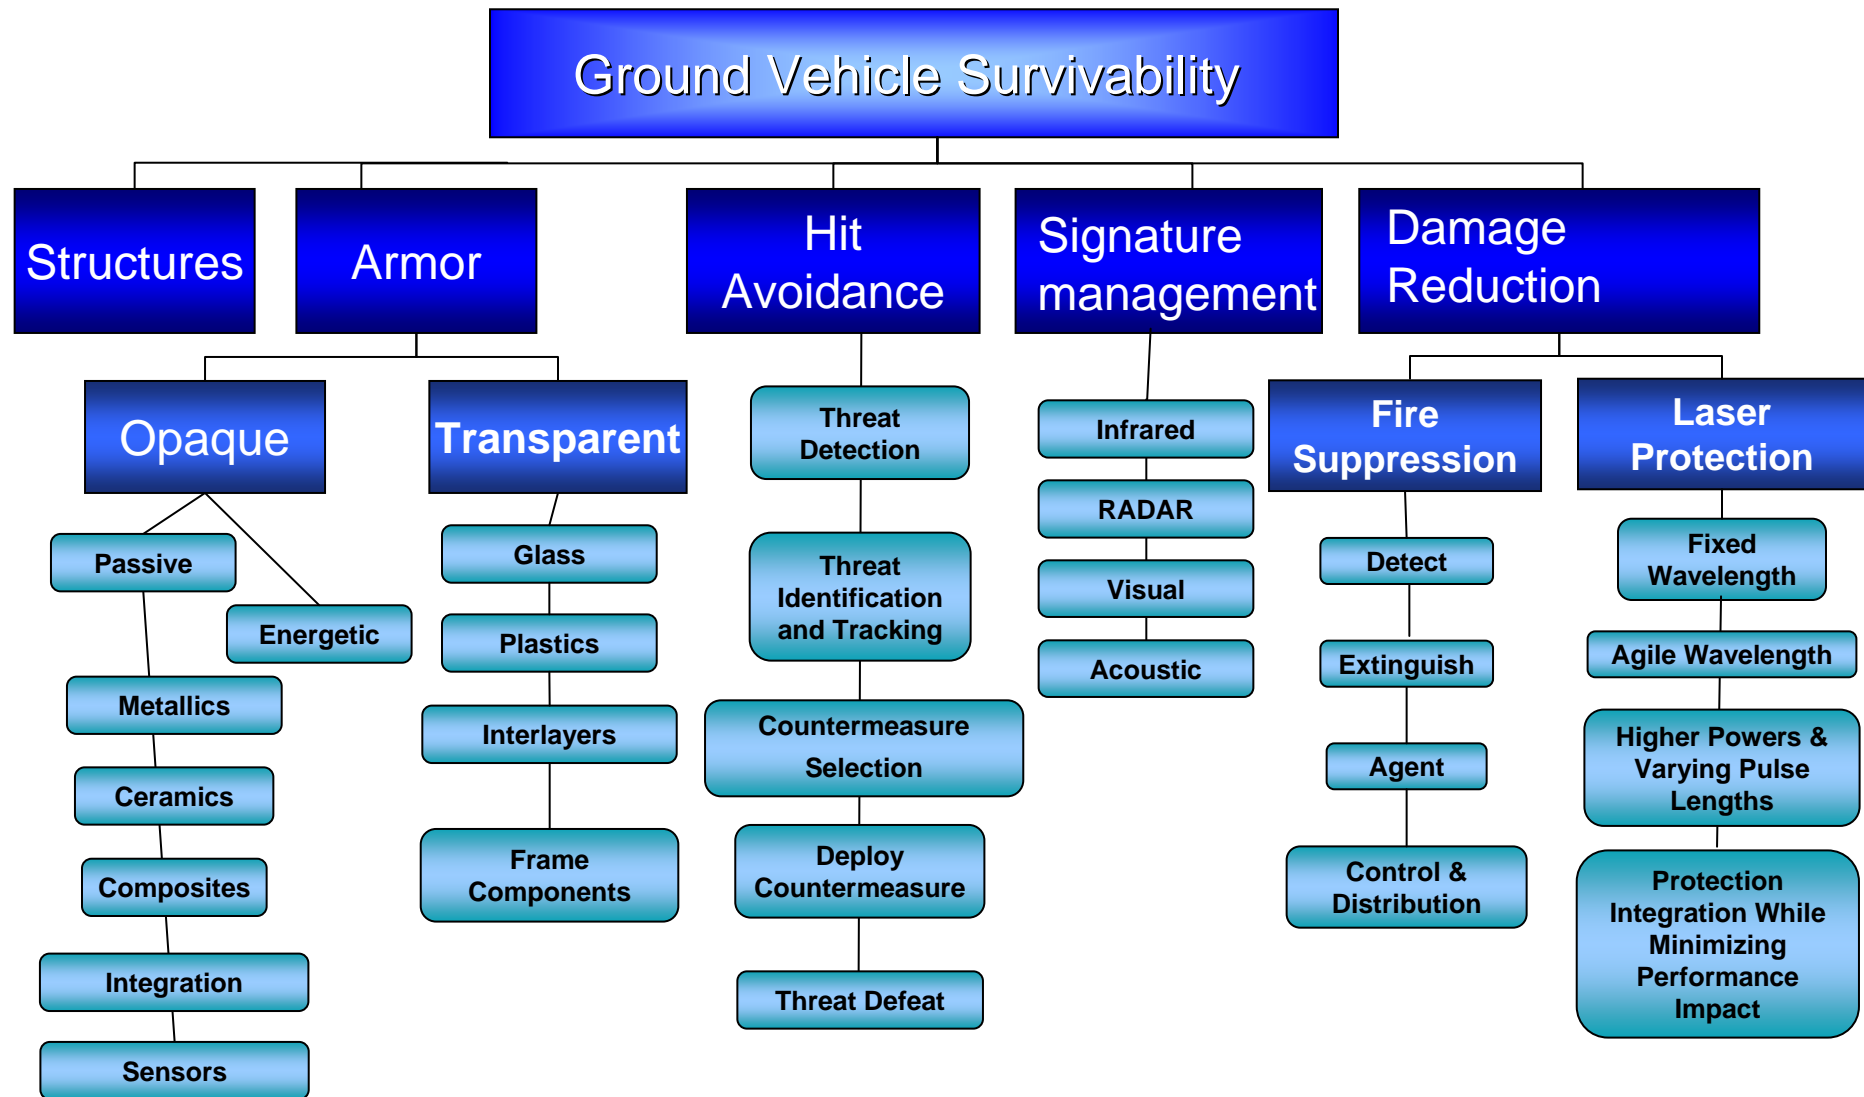 Ground Vehicle Survivability
Structures
Armor
Hit
Avoidance
Signature
management
Damage
Reduction
Opaque
Transparent
Passive
Energetic
Metallics
Ceramics
Composites
Integration
Sensors
Glass
Plastics
Interlayers
Frame
Components
Threat
Detection
Threat
Identification
and Tracking
Countermeasure
Selection
Deploy
Countermeasure
Threat Defeat
Infrared
RADAR
Visual
Acoustic
Fire
Suppression
Detect
Extinguish
Agent
Control &
Distribution
Laser
Protection
Fixed
Wavelength
Agile Wavelength
Higher Powers &
Varying Pulse
Lengths
Protection
Integration While
Minimizing
Performance
Impact